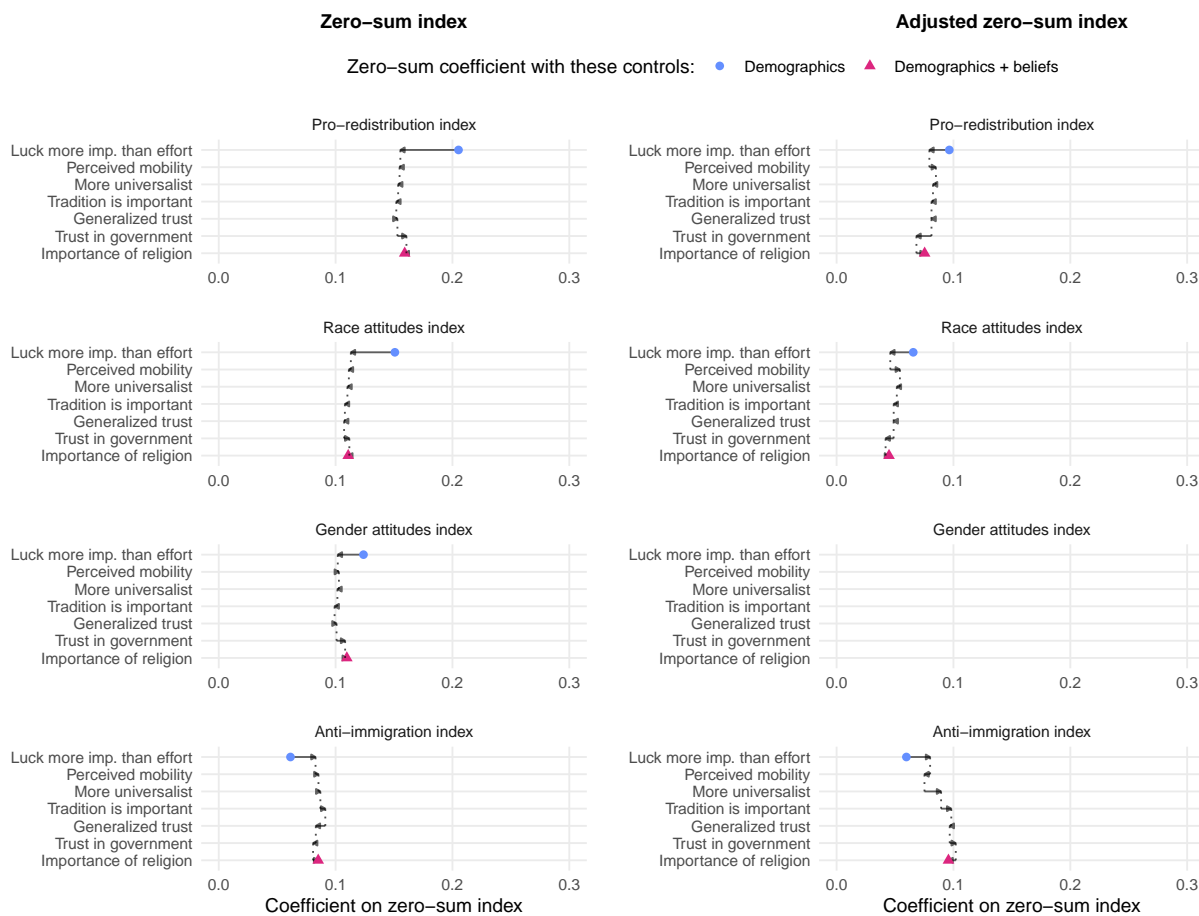 Zero−sum index
Adjusted zero−sum index
Zero−sum coefficient with these controls: Demographics Demographics + beliefs
Pro−redistribution index
Luck more imp. than effort
Perceived mobility
More universalist
Tradition is important
Generalized trust
Trust in government
Importance of religion
0.0 0.1 0.2 0.3
Race attitudes index
Luck more imp. than effort
Perceived mobility
More universalist
Tradition is important
Generalized trust
Trust in government
Importance of religion
0.0 0.1 0.2 0.3
Gender attitudes index
Luck more imp. than effort
Perceived mobility
More universalist
Tradition is important
Generalized trust
Trust in government
Importance of religion
0.0 0.1 0.2 0.3
Anti−immigration index
Luck more imp. than effort
Perceived mobility
More universalist
Tradition is important
Generalized trust
Trust in government
Importance of religion
0.0 0.1 0.2 0.3
Coefficient on zero−sum index
Pro−redistribution index
Luck more imp. than effort
Perceived mobility
More universalist
Tradition is important
Generalized trust
Trust in government
Importance of religion
0.0 0.1 0.2 0.3
Race attitudes index
Luck more imp. than effort
Perceived mobility
More universalist
Tradition is important
Generalized trust
Trust in government
Importance of religion
0.0 0.1 0.2 0.3
Gender attitudes index
Luck more imp. than effort
Perceived mobility
More universalist
Tradition is important
Generalized trust
Trust in government
Importance of religion
0.0 0.1 0.2 0.3
Anti−immigration index
Luck more imp. than effort
Perceived mobility
More universalist
Tradition is important
Generalized trust
Trust in government
Importance of religion
0.0 0.1 0.2 0.3
Coefficient on zero−sum index